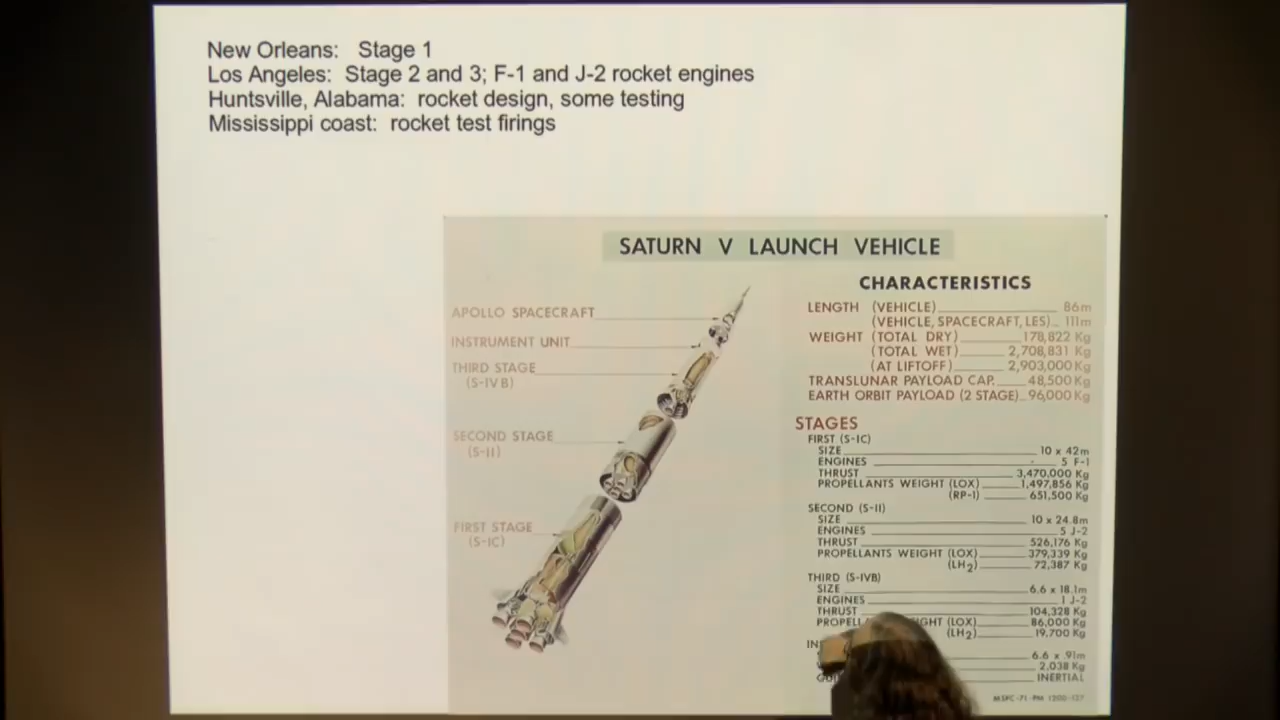 New Orleans: Stage 1
Los Angeles: Stage 2 and 3; F-1 and J-2 rocket engines
Huntsville, Alabama: rocket design, some testing
Mississippi coast: rocket test firings
SATURN V LAUNCH VEHICLE
APOLLO SPACECRAFT
INSTRUMENT UNIT
THIRD STAGE
(S-IVB)
SECOND STAGE
(S-II)
FIRST STAGE
(S-IC)
CHARACTERISTICS
LENGTH (VEHICLE) 86m
(VEHICLE, SPACECRAFT, LES) 111m
WEIGHT (TOTAL DRY) 178,822 Kg
(TOTAL WET) 2,708,831 Kg
(AT LIFTOFF) 2,903,000 Kg
TRANSLUNAR PAYLOAD CAP. 48,500 Kg
EARTH ORBIT PAYLOAD (2 STAGE) 96,000 Kg
STAGES
FIRST (S-IC)
SIZE 10 x 42m
ENGINES 5 F-1
THRUST 3,470,000 Kg
PROPELLANTS WEIGHT (LOX) 1,497,856 Kg
(RP-1) 651,500 Kg
SECOND (S-II)
SIZE 10 x 24.8m
ENGINES 5 J-2
THRUST 526,176 Kg
PROPELLANTS WEIGHT (LOX) 379,339 Kg
(LH2) 72,387 Kg
THIRD (S-IVB)
SIZE 6.6 x 18.1m
ENGINES 1 J-2
THRUST 104,328 Kg
(LOX) 86,000 Kg
(LH2) 19,700 Kg
6.6 x .91m
2,038 Kg
INERTIAL